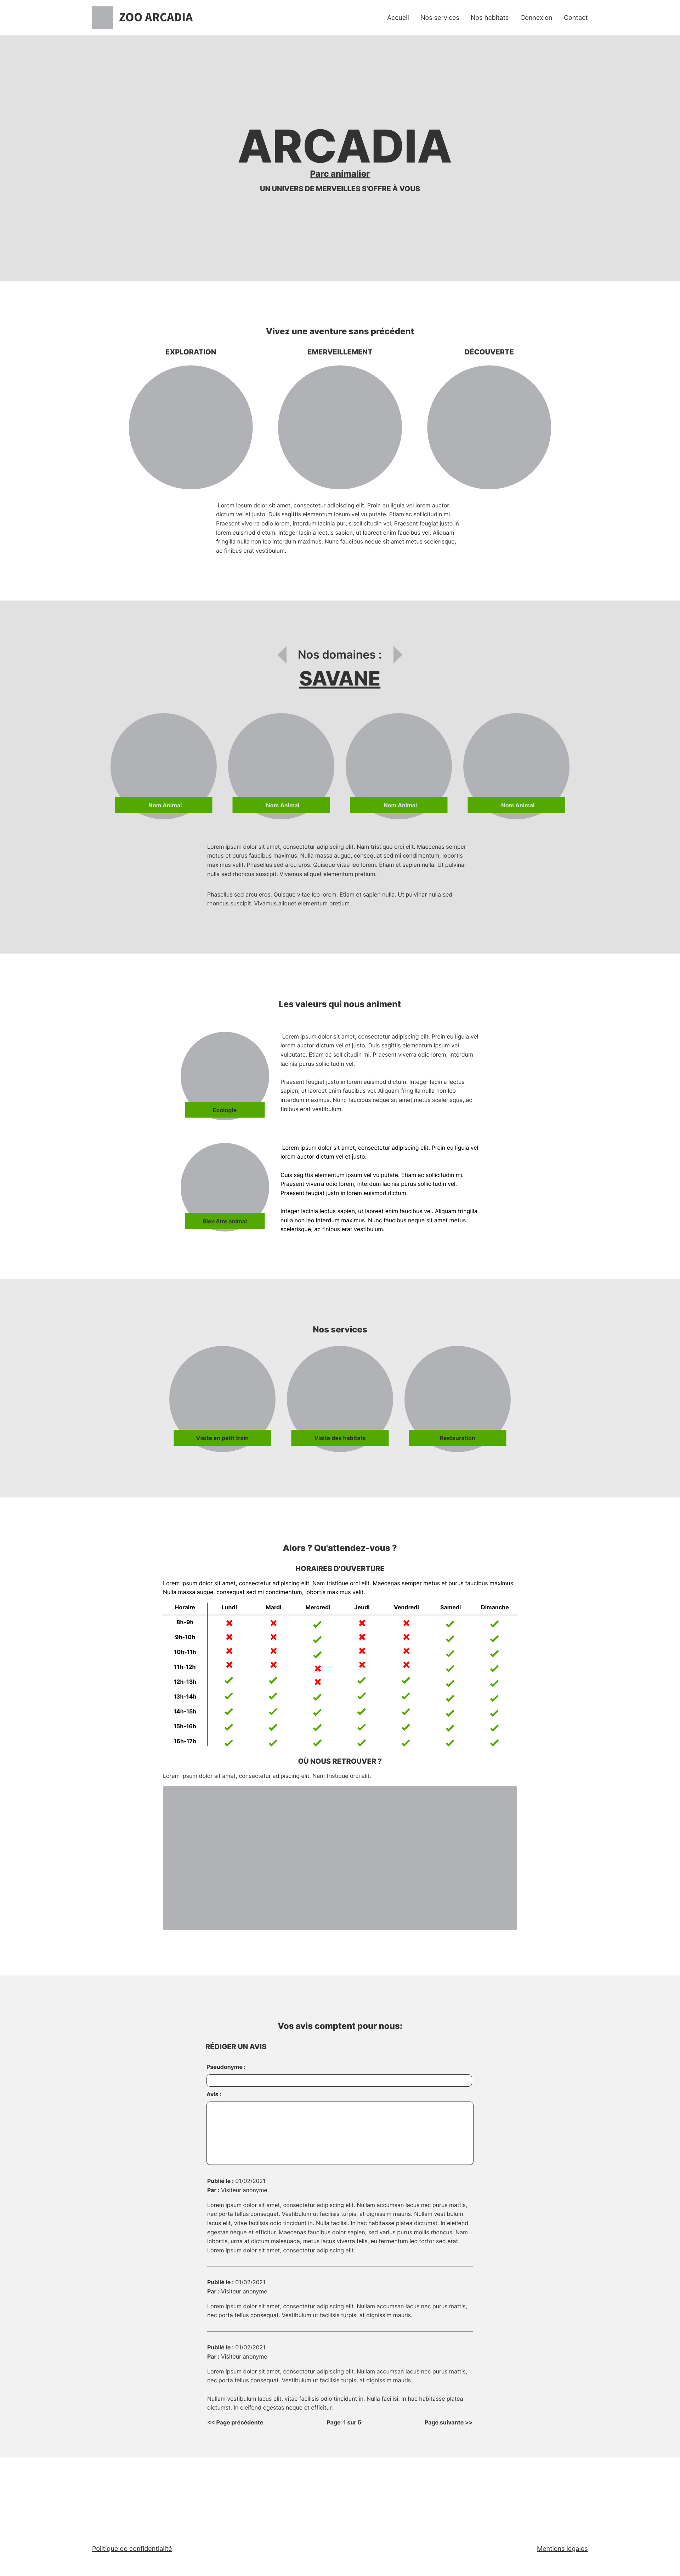 ZOO ARCADIA
Accueil Nos services Nos habitats Connexion Contact
ARCADIA
Parc animalier
UN UNIVERS DE MERVEILLES S'OFFRE À VOUS
Vivez une aventure sans précédent
EXPLORATION EMERVEILLEMENT DÉCOUVERTE
Lorem ipsum dolor sit amet, consectetur adipiscing elit. Proin eu ligula vel lorem auctor
dictum vel et justo. Duis sagittis elementum ipsum vel vulputate. Etiam ac sollicitudin mi.
Praesent viverra odio lorem, interdum lacinia purus sollicitudin vel. Praesent feugiat justo in
lorem euismod dictum. Integer lacinia lectus sapien, ut laoreet enim faucibus vel. Aliquam
fringilla nulla non leo interdum maximus. Nunc faucibus neque sit amet metus scelerisque,
ac finibus erat vestibulum.
Nos domaines :
SAVANE
Nom Animal Nom Animal Nom Animal Nom Animal
Lorem ipsum dolor sit amet, consectetur adipiscing elit. Nam tristique orci elit. Maecenas semper
metus et purus faucibus maximus. Nulla massa augue, consequat sed mi condimentum, lobortis
maximus velit. Phasellus sed arcu eros. Quisque vitae leo lorem. Etiam et sapien nulla. Ut pulvinar
nulla sed rhoncus suscipit. Vivamus aliquet elementum pretium.
Phasellus sed arcu eros. Quisque vitae leo lorem. Etiam et sapien nulla. Ut pulvinar nulla sed
rhoncus suscipit. Vivamus aliquet elementum pretium.
Les valeurs qui nous animent
Lorem ipsum dolor sit amet, consectetur adipiscing elit. Proin eu ligula vel
lorem auctor dictum vel et justo. Duis sagittis elementum ipsum vel
vulputate. Etiam ac sollicitudin mi. Praesent viverra odio lorem, interdum
lacinia purus sollicitudin vel.
Praesent feugiat justo in lorem euismod dictum. Integer lacinia lectus
sapien, ut laoreet enim faucibus vel. Aliquam fringilla nulla non leo
interdum maximus. Nunc faucibus neque sit amet metus scelerisque, ac
finibus erat vestibulum.
Ecologie
Lorem ipsum dolor sit amet, consectetur adipiscing elit. Proin eu ligula vel
lorem auctor dictum vel et justo.
Duis sagittis elementum ipsum vel vulputate. Etiam ac sollicitudin mi.
Praesent viverra odio lorem, interdum lacinia purus sollicitudin vel.
Praesent feugiat justo in lorem euismod dictum.
Integer lacinia lectus sapien, ut laoreet enim faucibus vel. Aliquam fringilla
nulla non leo interdum maximus. Nunc faucibus neque sit amet metus
scelerisque, ac finibus erat vestibulum.
Bien être animal
Nos services
Visite en petit train Visite des habitats Restauration
Alors ? Qu'attendez-vous ?
HORAIRES D'OUVERTURE
Lorem ipsum dolor sit amet, consectetur adipiscing elit. Nam tristique orci elit. Maecenas semper metus et purus faucibus maximus.
Nulla massa augue, consequat sed mi condimentum, lobortis maximus velit.
Horaire Lundi Mardi Mercredi Jeudi Vendredi Samedi Dimanche
8h-9h
9h-10h
10h-11h
11h-12h
12h-13h
13h-14h
14h-15h
15h-16h
16h-17h
OÙ NOUS RETROUVER ?
Lorem ipsum dolor sit amet, consectetur adipiscing elit. Nam tristique orci elit.
Vos avis comptent pour nous:
RÉDIGER UN AVIS
Pseudonyme :
Avis :
Publié le : 01/02/2021
Par : Visiteur anonyme
Lorem ipsum dolor sit amet, consectetur adipiscing elit. Nullam accumsan lacus nec purus mattis,
nec porta tellus consequat. Vestibulum ut facilisis turpis, at dignissim mauris. Nullam vestibulum
lacus elit, vitae facilisis odio tincidunt in. Nulla facilisi. In hac habitasse platea dictumst. In eleifend
egestas neque et efficitur. Maecenas faucibus dolor sapien, sed varius purus mollis rhoncus. Nam
lobortis, urna at dictum malesuada, metus lacus viverra felis, eu fermentum leo tortor sed erat.
Lorem ipsum dolor sit amet, consectetur adipiscing elit.
Publié le : 01/02/2021
Par : Visiteur anonyme
Lorem ipsum dolor sit amet, consectetur adipiscing elit. Nullam accumsan lacus nec purus mattis,
nec porta tellus consequat. Vestibulum ut facilisis turpis, at dignissim mauris.
Publié le : 01/02/2021
Par : Visiteur anonyme
Lorem ipsum dolor sit amet, consectetur adipiscing elit. Nullam accumsan lacus nec purus mattis,
nec porta tellus consequat. Vestibulum ut facilisis turpis, at dignissim mauris.
Nullam vestibulum lacus elit, vitae facilisis odio tincidunt in. Nulla facilisi. In hac habitasse platea
dictumst. In eleifend egestas neque et efficitur.
<< Page précédente Page 1 sur 5 Page suivante >>
Politique de confidentialité Mentions légales